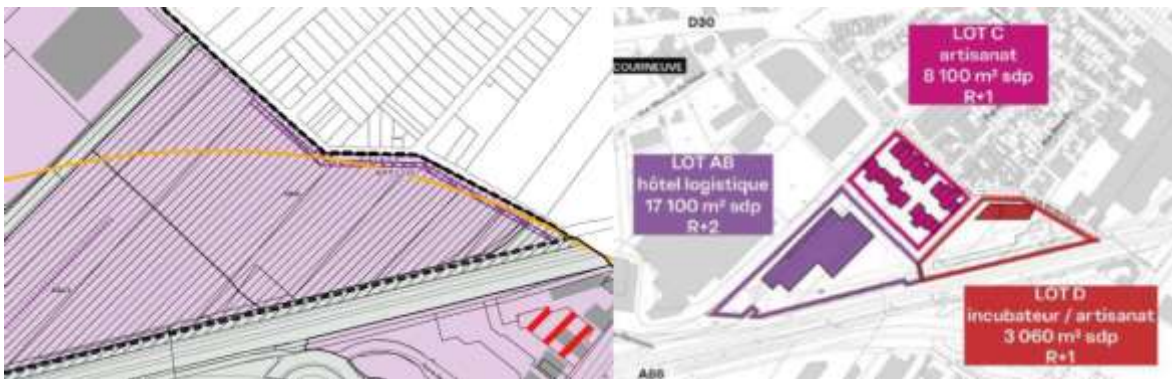 D30
COURNEUVE
LOT C
artisanat
8 100 m² sdp
R+1
LOT AB
hôtel logistique
17 100 m² sdp
R+2
LOT D
incubateur / artisanat
3 060 m² sdp
R+1
A86